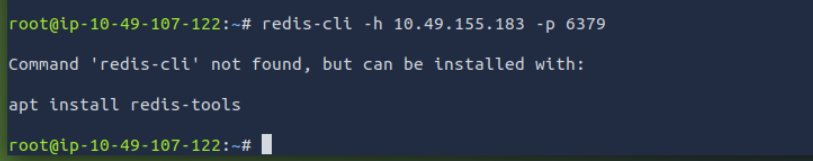 root@ip-10-49-107-122:~# redis-cli -h 10.49.155.183 -p 6379
Command 'redis-cli' not found, but can be installed with:
apt install redis-tools
root@ip-10-49-107-122:~#